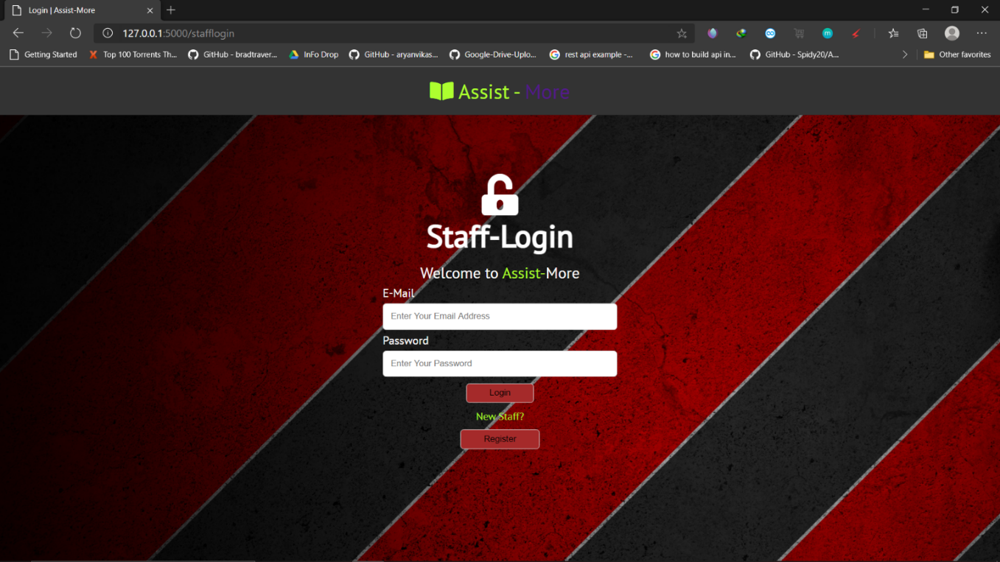 Login | Assist-More
127.0.0.1:5000/stafflogin
Getting Started
Top 100 Torrents Th...
GitHub - bradtraver...
InFo Drop
GitHub - aryanvikas...
Google-Drive-Uplo...
rest api example -...
how to build api in...
GitHub - Spidy20/A...
Other favorites
Assist - More
Staff-Login
Welcome to Assist-More
E-Mail
Enter Your Email Address
Password
Enter Your Password
Login
New Staff?
Register